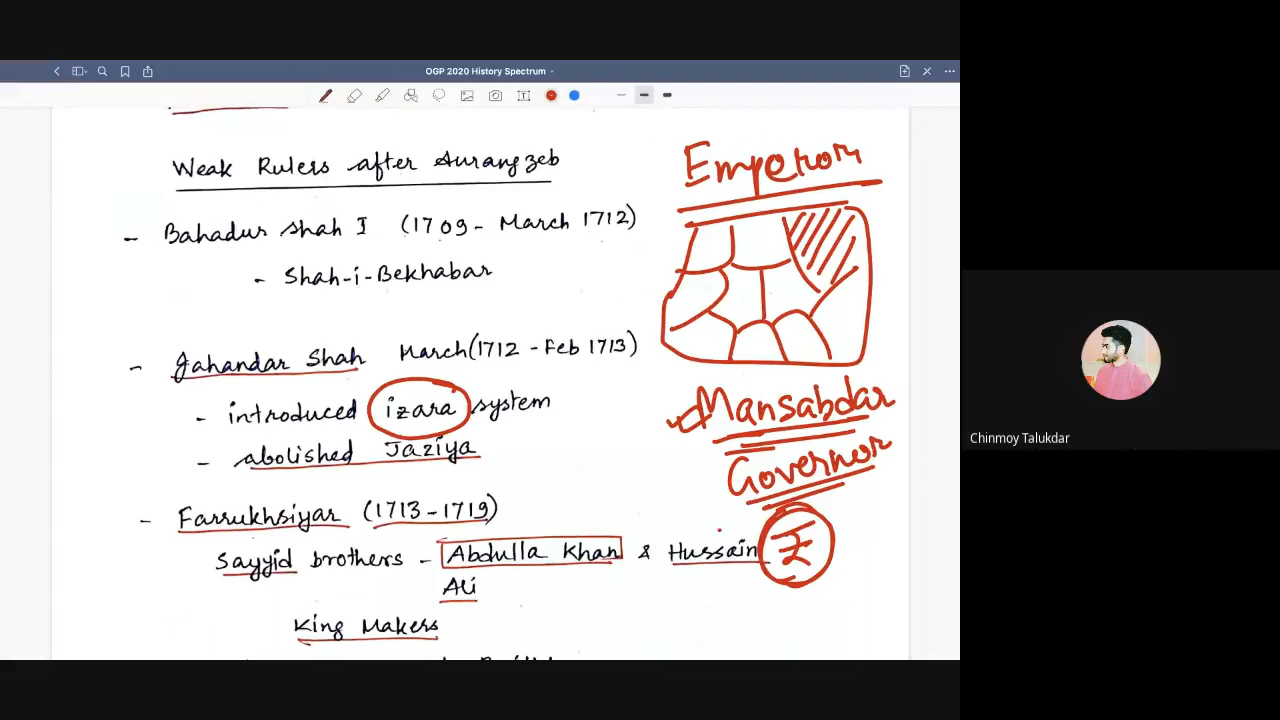 OGP 2020 History Spectrum
Weak Rulers after Aurangzeb
Emperor
- Bahadur Shah I (1709 - March 1712)
- Shah-i-Bekhabar
- Jahandar Shah March (1712 - Feb 1713)
- introduced izara system
Mansabdar
- abolished Jaziya
Governor
- Farrukhsiyar (1713 - 1719)
Sayyid brothers - Abdulla Khan & Hussain
₹
Ali
King Makers
Chinmoy Talukdar